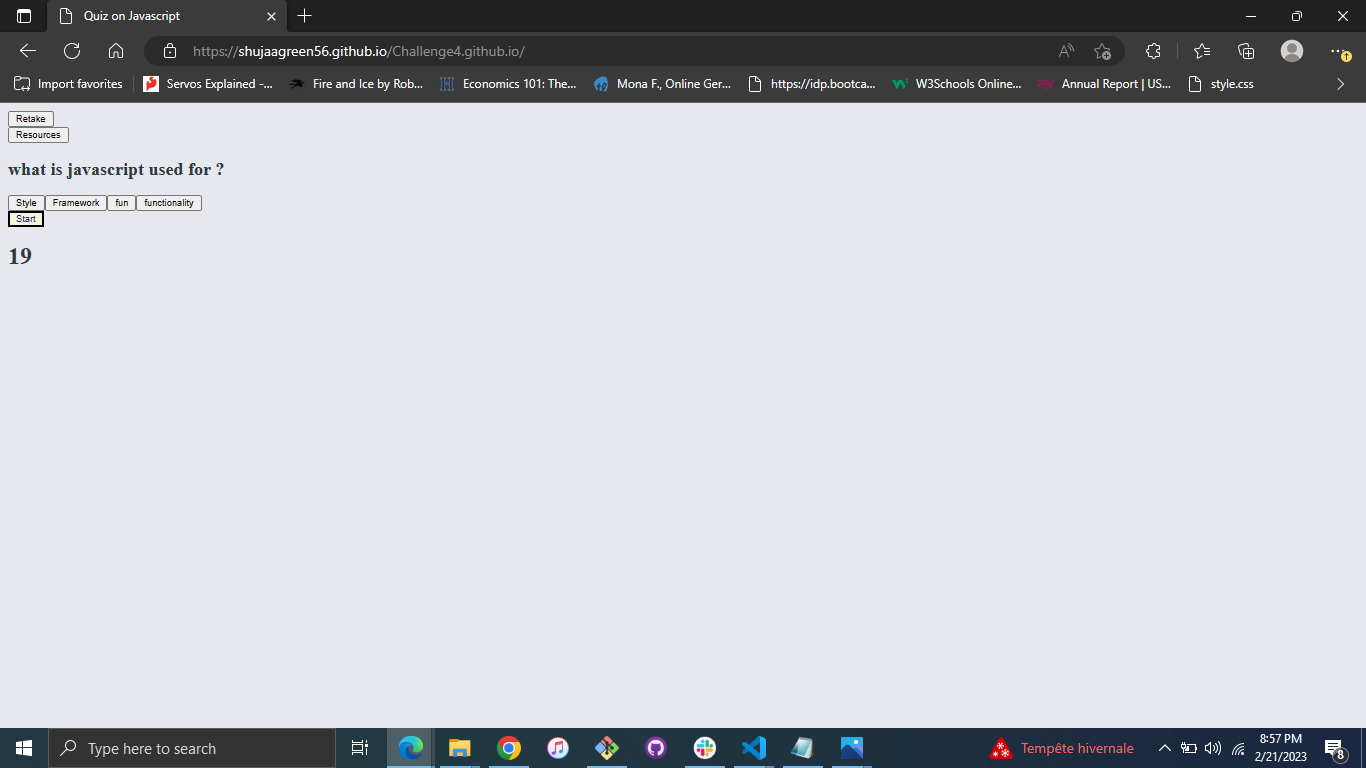 Quiz on Javascript
https://shujaagreen56.github.io/Challenge4.github.io/
Import favorites Servos Explained -... Fire and Ice by Rob... Economics 101: The... Mona F., Online Ger... https://idp.bootca... W3Schools Online... Annual Report | US... style.css
Retake
Resources
what is javascript used for ?
Style Framework fun functionality
Start
19
Type here to search
Tempête hivernale
8:57 PM
2/21/2023
8